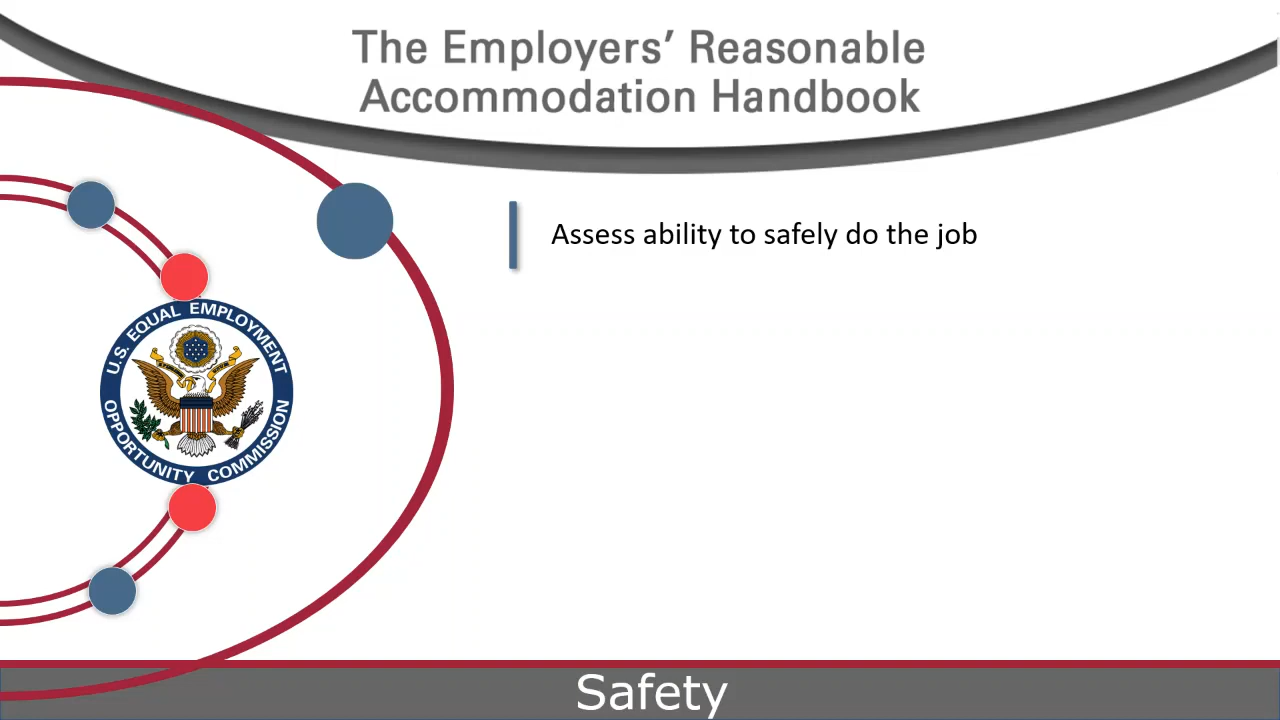 The Employers’ Reasonable
Accommodation Handbook
Assess ability to safely do the job
U.S. EQUAL EMPLOYMENT
OPPORTUNITY COMMISSION
Safety